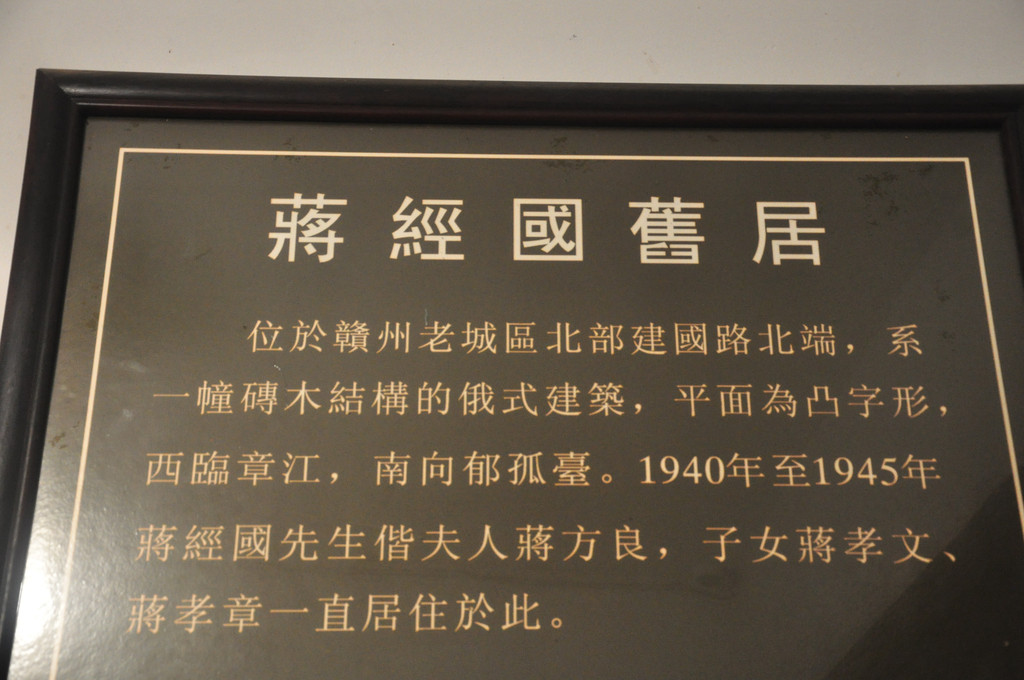 蔣經國舊居
位於贛州老城區北部建國路北端，系
一幢磚木結構的俄式建築，平面為凸字形，
西臨章江，南向郁孤臺。1940年至1945年
蔣經國先生偕夫人蔣方良，子女蔣孝文、
蔣孝章一直居住於此。